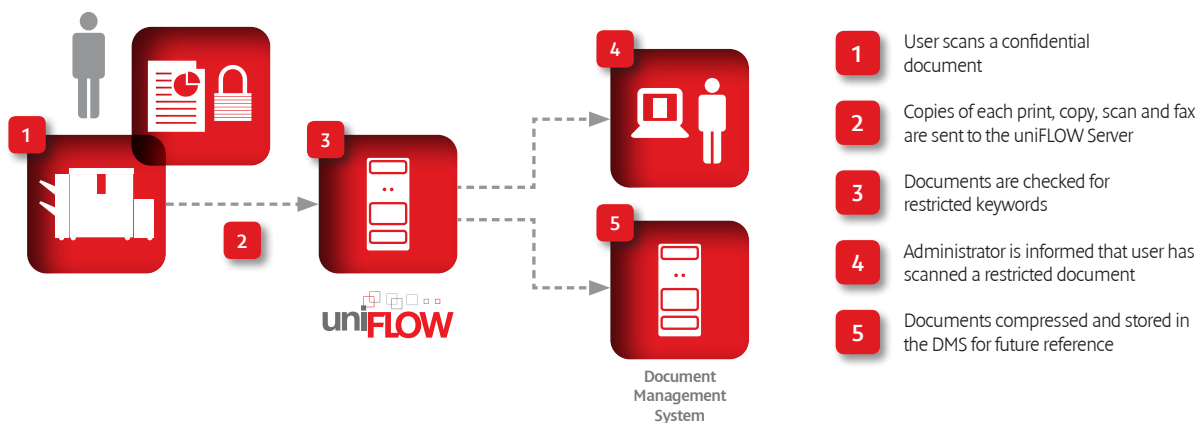 1
2
3
uniFLOW
4
5
Document
Management
System
1
User scans a confidential
document
2
Copies of each print, copy, scan and fax
are sent to the uniFLOW Server
3
Documents are checked for
restricted keywords
4
Administrator is informed that user has
scanned a restricted document
5
Documents compressed and stored in
the DMS for future reference